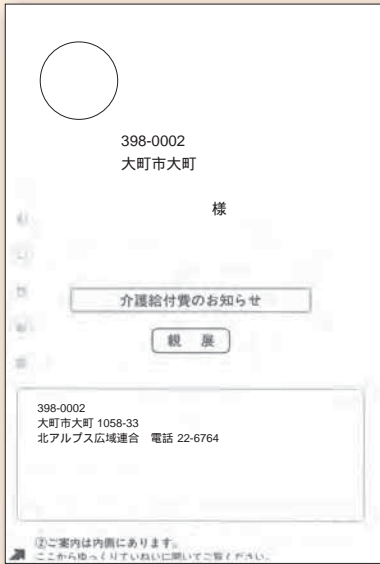 398-0002
大町市大町
様
介護給付費のお知らせ
親 展
398-0002
大町市大町 1058-33
北アルプス広域連合 電話 22-6764
②ご案内は内側にあります。
ここからゆっくりていねいに開いてご覧ください。